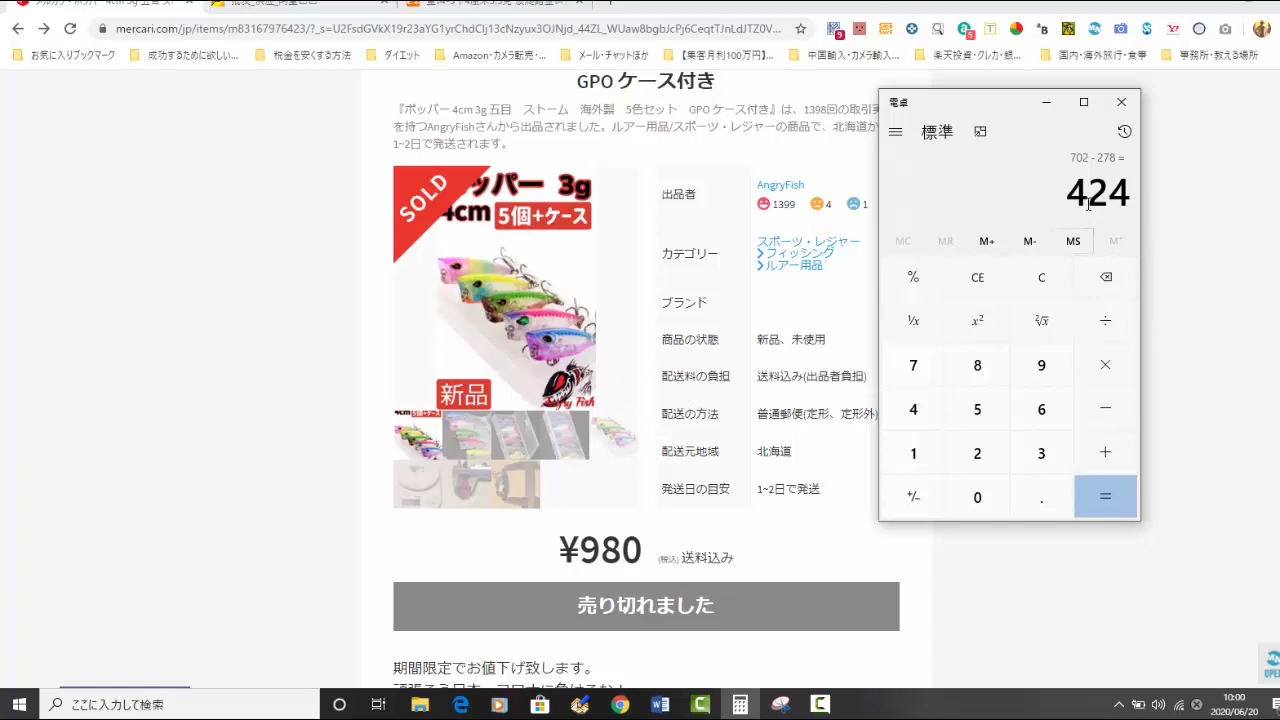 mercari.com/jp/items/m83167976423/?_s=U2FsdGVkX19r23aYG1yrChdClj13cNzyux3OJNjd_44ZL_WUaw8bgbJcPj6CeqtTJnLdJTZ0V...
お気に入りブックマーク
成功するために欲しい...
税金を安くする方法
ダイエット
Amazon・カメラ転売・...
メール・チャットほか
【集客月利100万円】...
中国輸入・カメラ輸入...
楽天投資・クレカ・銀...
国内・海外旅行・食事
事務所・教える場所
GPO ケース付き
『ポッパー 4cm 3g 五目 ストーム 海外製 5色セット GPO ケース付き』は、1398回の取引実
を持つAngryFishさんから出品されました。ルアー用品/スポーツ・レジャーの商品で、北海道か
1~2日で発送されます。
SOLD
ッパー 3g
4cm 5個+ケース
新品
Angry Fish
出品者
AngryFish
1399 4 1
カテゴリー
スポーツ・レジャー
フィッシング
ルアー用品
ブランド
商品の状態
新品、未使用
配送料の負担
送料込み(出品者負担)
配送の方法
普通郵便(定形、定形外)
配送元地域
北海道
発送日の目安
1~2日で発送
¥980 (税込) 送料込み
売り切れました
期間限定でお値下げ致します。
電卓
標準
702 - 278 =
424
MC MR M+ M- MS
% CE C
¹/x x² ²√x ÷
7 8 9 ×
4 5 6 −
1 2 3 +
+/− 0 . =
OPEN
ここに入力して検索
10:00
2020/06/20